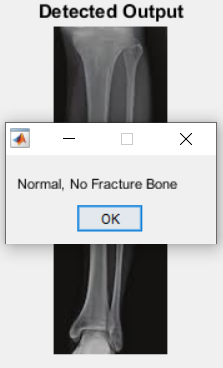 Detected Output
Normal, No Fracture Bone
OK